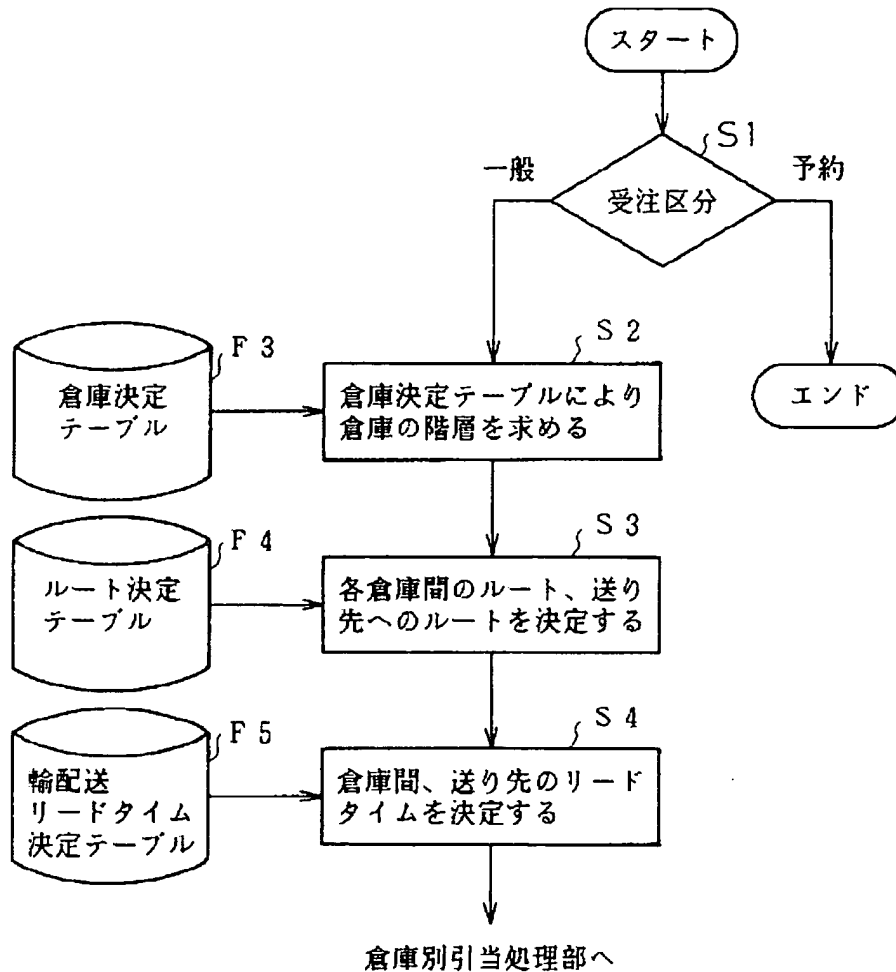 スタート
S1
一般
予約
受注区分
F3
S2
倉庫決定
テーブル
倉庫決定テーブルにより
倉庫の階層を求める
エンド
F4
S3
ルート決定
テーブル
各倉庫間のルート、送り
先へのルートを決定する
F5
S4
輸配送
リードタイム
決定テーブル
倉庫間、送り先のリード
タイムを決定する
倉庫別引当処理部へ